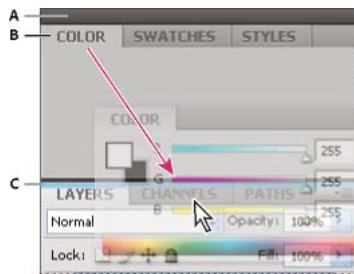 A
B
COLOR SWATCHES STYLES
COLOR
255
G 255
C
LAYERS CHANNELS PATHS
B 255
Normal Opacity: 100%
Lock: Fill: 100%